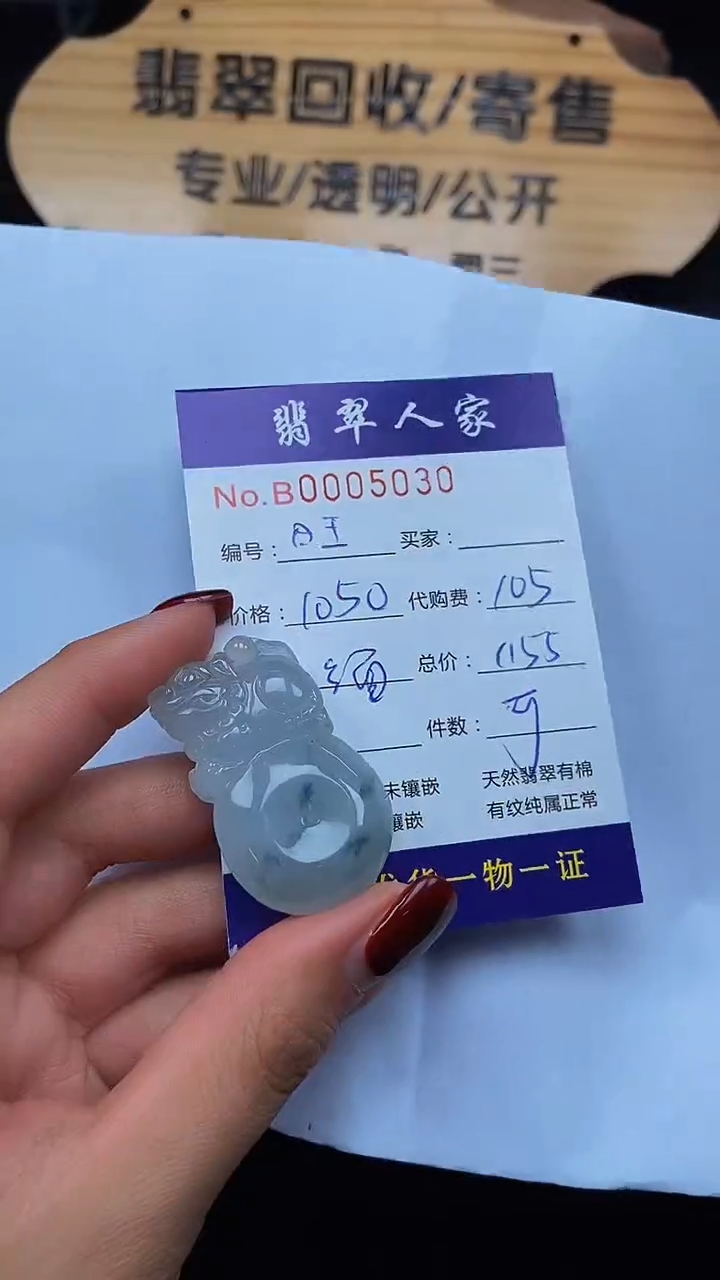 翡翠回收/寄售
专业/透明/公开
翡翠人家
No.B0005030
编号: 买家:
价格: 1050 代购费: 105
总价: 1155
件数:
未镶嵌 天然翡翠有棉
镶嵌 有纹纯属正常
货一物一证